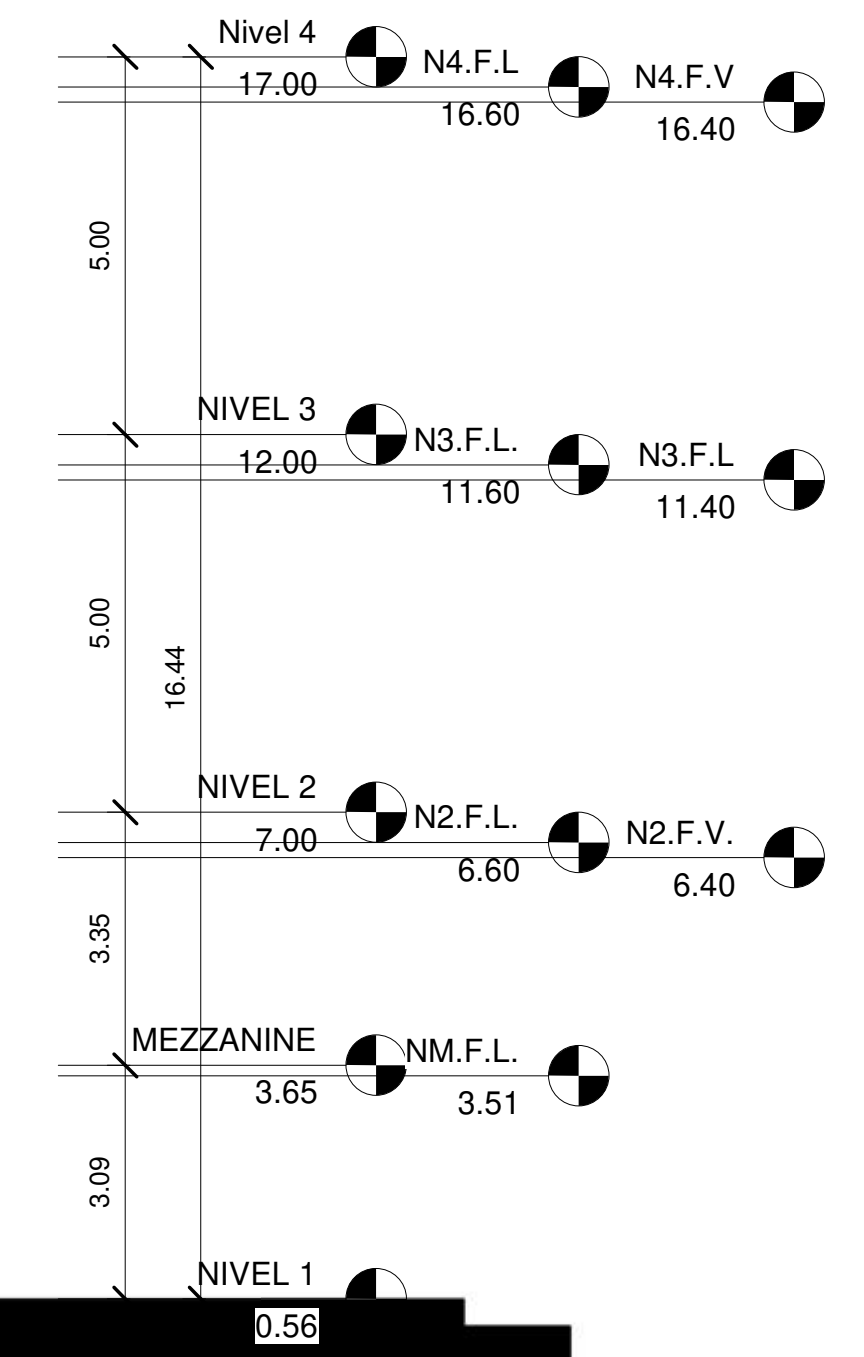 Nivel 4
17.00
N4.F.L
16.60
N4.F.V
16.40
5.00
NIVEL 3
12.00
N3.F.L.
11.60
N3.F.L
11.40
5.00
16.44
NIVEL 2
7.00
N2.F.L.
6.60
N2.F.V.
6.40
3.35
MEZZANINE
3.65
NM.F.L.
3.51
3.09
NIVEL 1
0.56